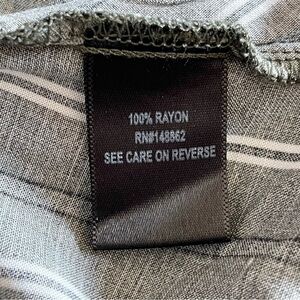 100% RAYON
RN#148862
SEE CARE ON REVERSE